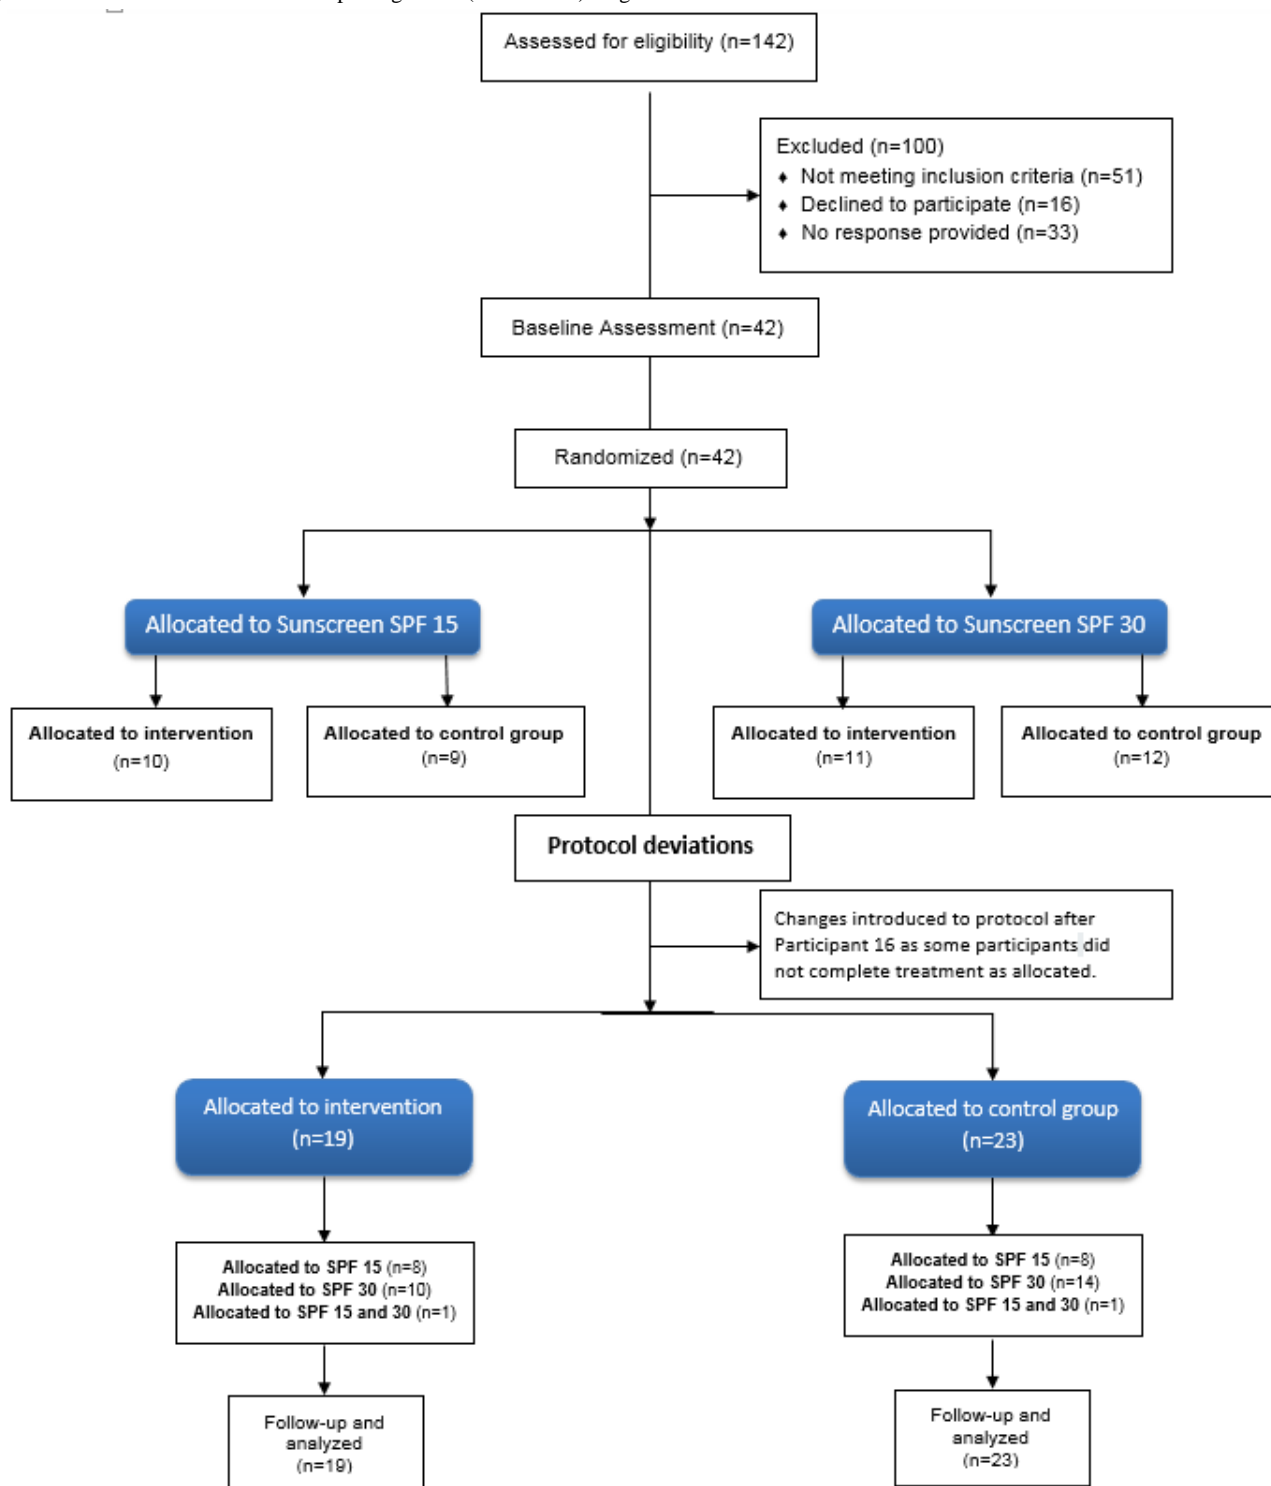 Assessed for eligibility (n=142)
Excluded (n=100)
♦ Not meeting inclusion criteria (n=51)
♦ Declined to participate (n=16)
♦ No response provided (n=33)
Baseline Assessment (n=42)
Randomized (n=42)
Allocated to Sunscreen SPF 15
Allocated to Sunscreen SPF 30
Allocated to intervention
(n=10)
Allocated to control group
(n=9)
Allocated to intervention
(n=11)
Allocated to control group
(n=12)
Protocol deviations
Changes introduced to protocol after
Participant 16 as some participants did
not complete treatment as allocated.
Allocated to intervention
(n=19)
Allocated to control group
(n=23)
Allocated to SPF 15 (n=8)
Allocated to SPF 30 (n=10)
Allocated to SPF 15 and 30 (n=1)
Allocated to SPF 15 (n=8)
Allocated to SPF 30 (n=14)
Allocated to SPF 15 and 30 (n=1)
Follow-up and
analyzed
(n=19)
Follow-up and
analyzed
(n=23)